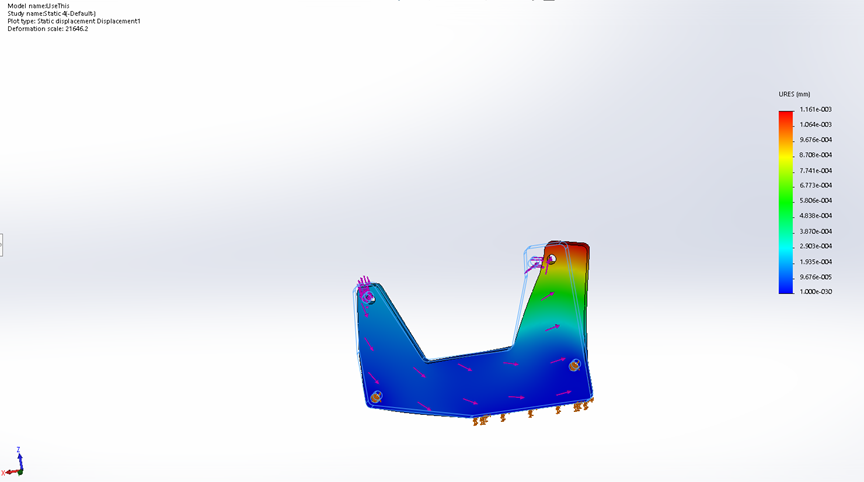 Model name:UseThis
Study name:Static 4(-Default-)
Plot type: Static displacement Displacement1
Deformation scale: 21646.2
URES (mm)
1.161e-003
1.064e-003
9.676e-004
8.708e-004
7.741e-004
6.773e-004
5.806e-004
4.838e-004
3.870e-004
2.903e-004
1.935e-004
9.676e-005
1.000e-030
Z
X